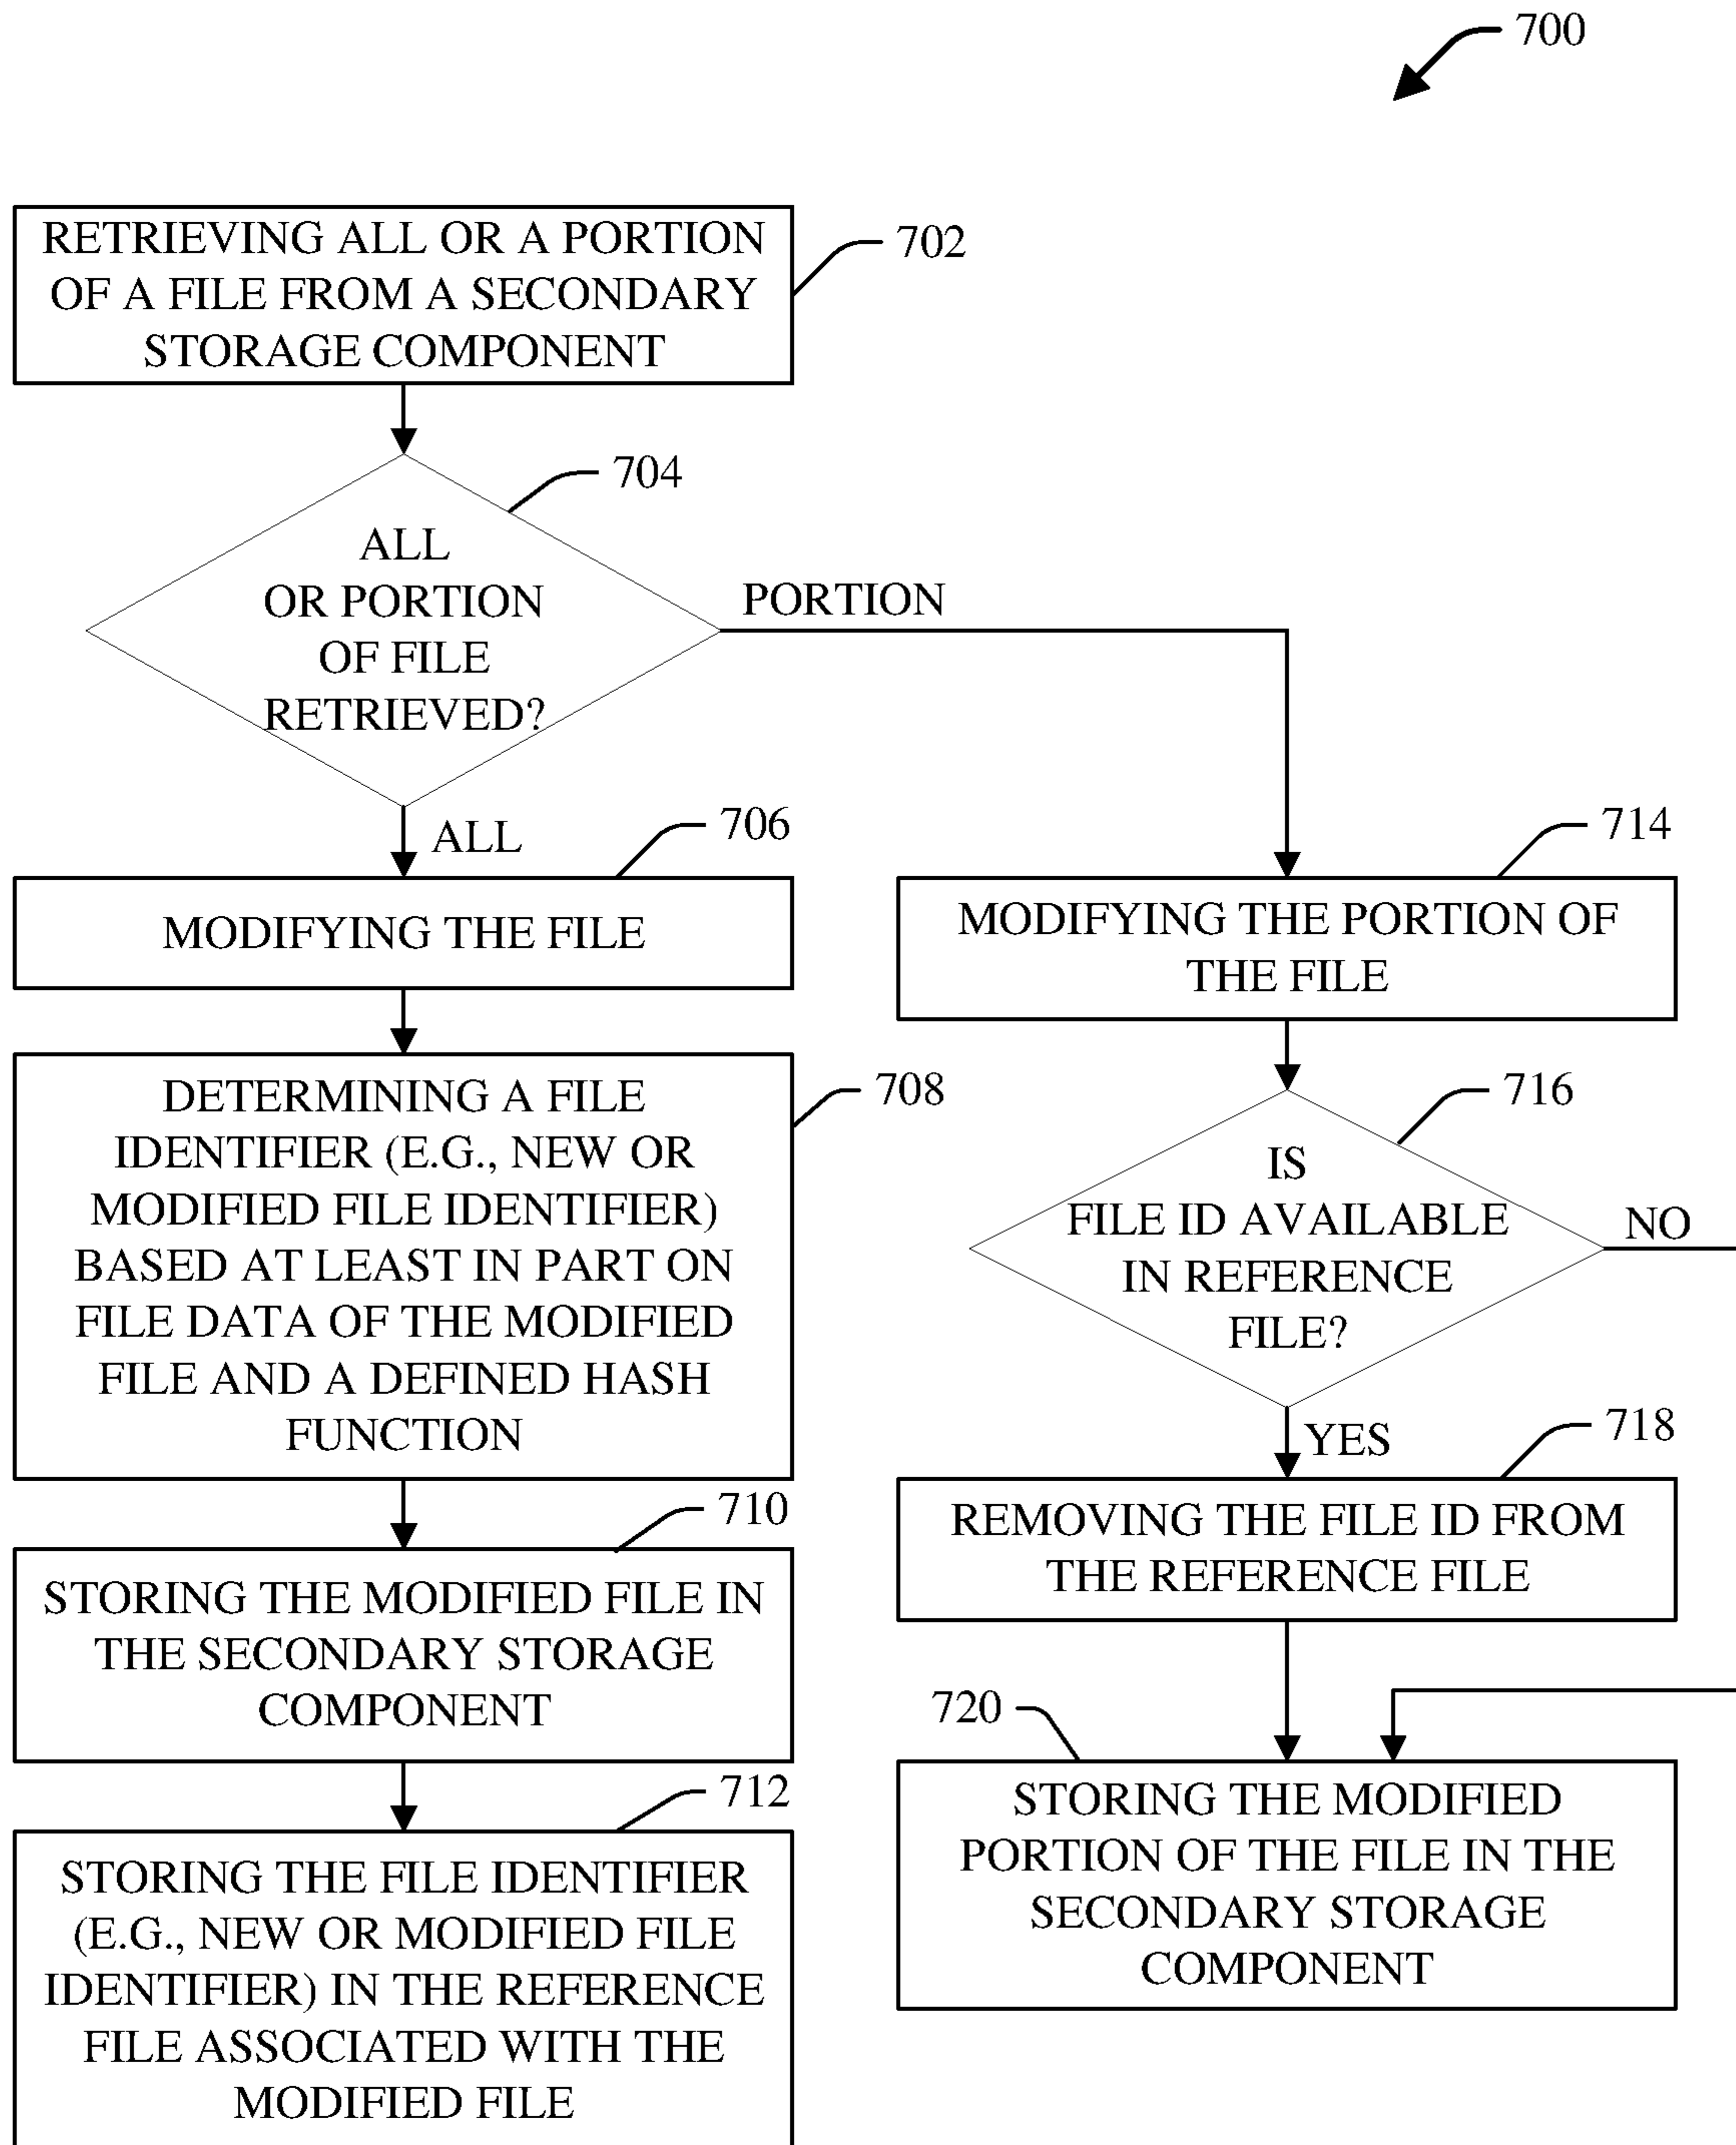 700
RETRIEVING ALL OR A PORTION
OF A FILE FROM A SECONDARY
STORAGE COMPONENT
702
704
ALL
OR PORTION
OF FILE
RETRIEVED?
PORTION
ALL
706
MODIFYING THE FILE
708
DETERMINING A FILE
IDENTIFIER (E.G., NEW OR
MODIFIED FILE IDENTIFIER)
BASED AT LEAST IN PART ON
FILE DATA OF THE MODIFIED
FILE AND A DEFINED HASH
FUNCTION
710
STORING THE MODIFIED FILE IN
THE SECONDARY STORAGE
COMPONENT
712
STORING THE FILE IDENTIFIER
(E.G., NEW OR MODIFIED FILE
IDENTIFIER) IN THE REFERENCE
FILE ASSOCIATED WITH THE
MODIFIED FILE
714
MODIFYING THE PORTION OF
THE FILE
716
IS
FILE ID AVAILABLE
IN REFERENCE
FILE?
NO
YES
718
REMOVING THE FILE ID FROM
THE REFERENCE FILE
720
STORING THE MODIFIED
PORTION OF THE FILE IN THE
SECONDARY STORAGE
COMPONENT